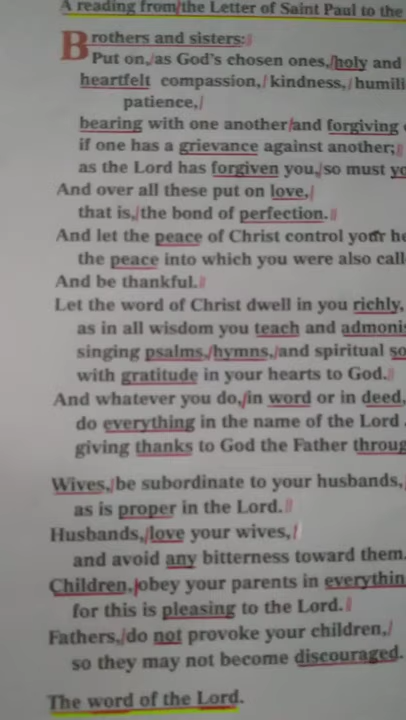 A reading from the Letter of Saint Paul to the
Brothers and sisters:
Put on, as God's chosen ones, holy and
heartfelt compassion, kindness, humili
patience,
bearing with one another and forgiving
if one has a grievance against another;
as the Lord has forgiven you, so must yo
And over all these put on love,
that is, the bond of perfection.
And let the peace of Christ control your he
the peace into which you were also call
And be thankful.
Let the word of Christ dwell in you richly,
as in all wisdom you teach and admonis
singing psalms, hymns, and spiritual so
with gratitude in your hearts to God.
And whatever you do, in word or in deed,
do everything in the name of the Lord
giving thanks to God the Father throug
Wives, be subordinate to your husbands,
as is proper in the Lord.
Husbands, love your wives,
and avoid any bitterness toward them.
Children, obey your parents in everythin
for this is pleasing to the Lord.
Fathers, do not provoke your children,
so they may not become discouraged.
The word of the Lord.